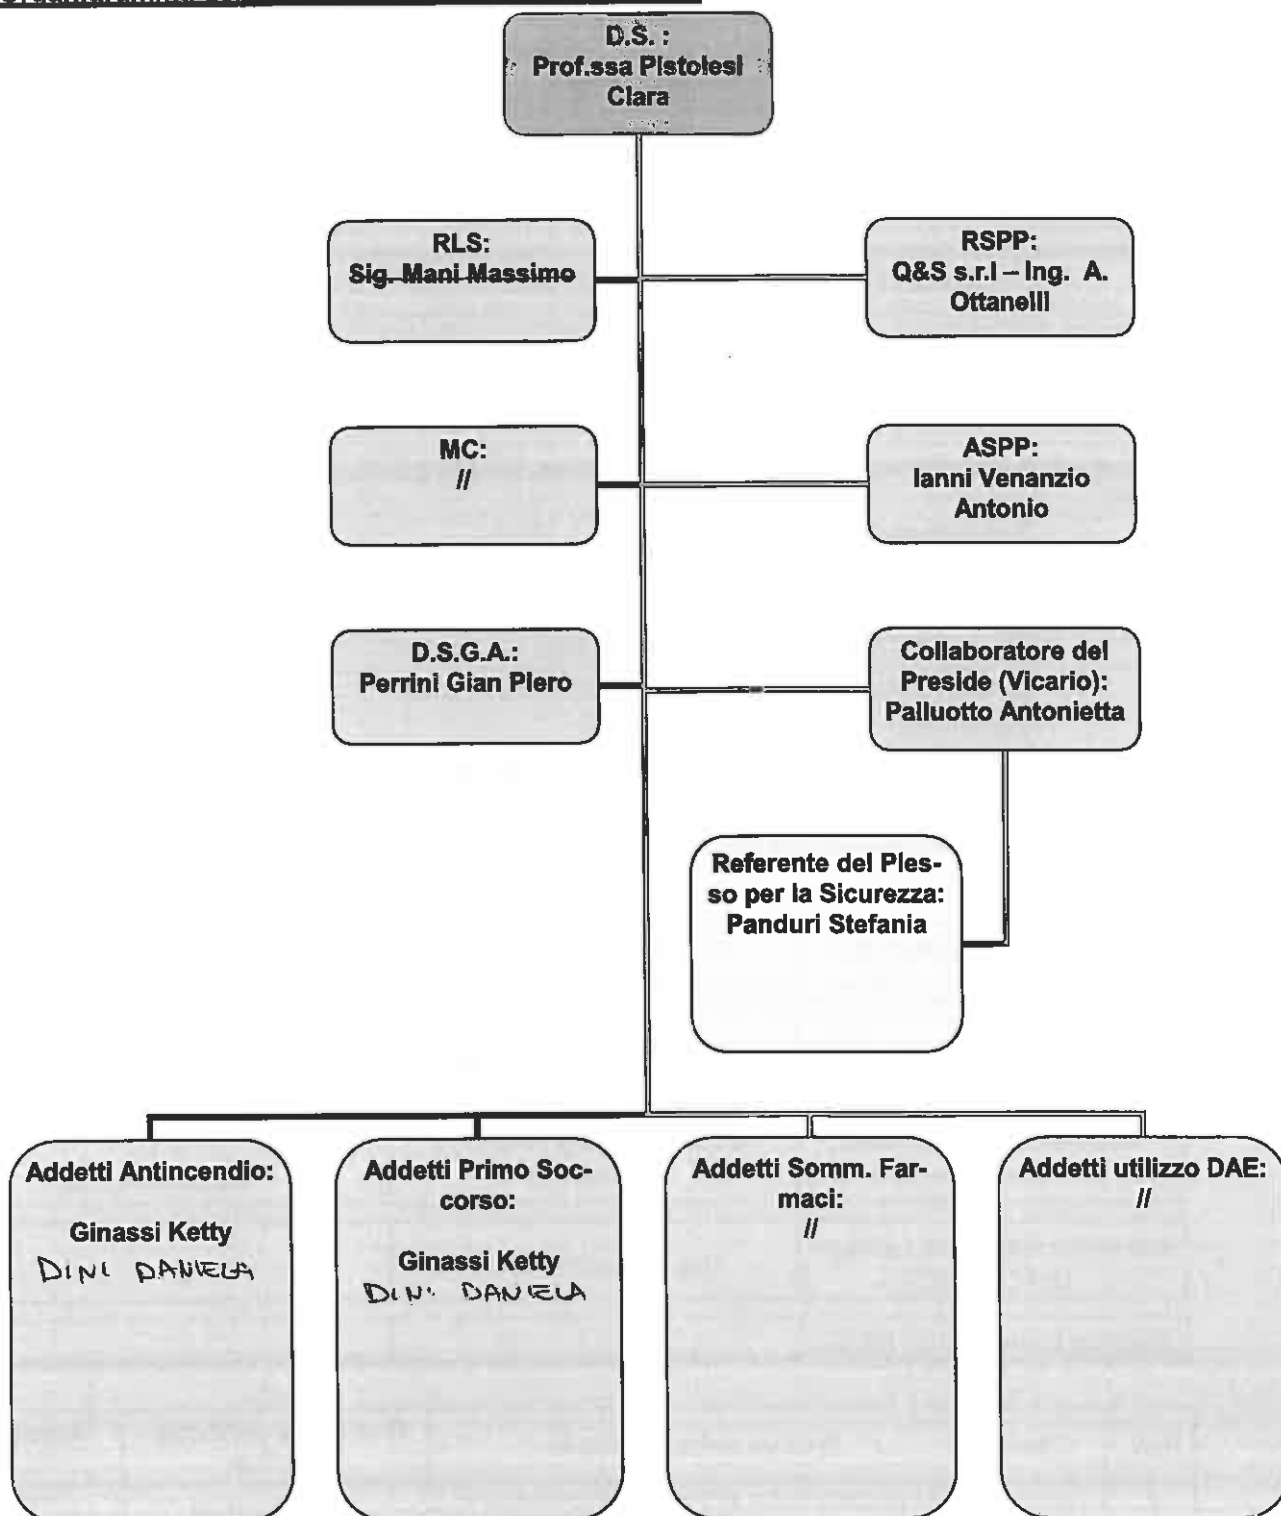 D.S. :
Prof.ssa Pistolesi
Clara
RLS:
Sig. Mani Massimo
RSPP:
Q&S s.r.l – Ing. A.
Ottanelli
MC:
//
ASPP:
Ianni Venanzio
Antonio
D.S.G.A.:
Perrini Gian Piero
Collaboratore del
Preside (Vicario):
Palluotto Antonietta
Referente del Ples-
so per la Sicurezza:
Panduri Stefania
Addetti Antincendio:
Ginassi Ketty
DINI DANIELA
Addetti Primo Soc-
corso:
Ginassi Ketty
DINI DANIELA
Addetti Somm. Far-
maci:
//
Addetti utilizzo DAE:
//